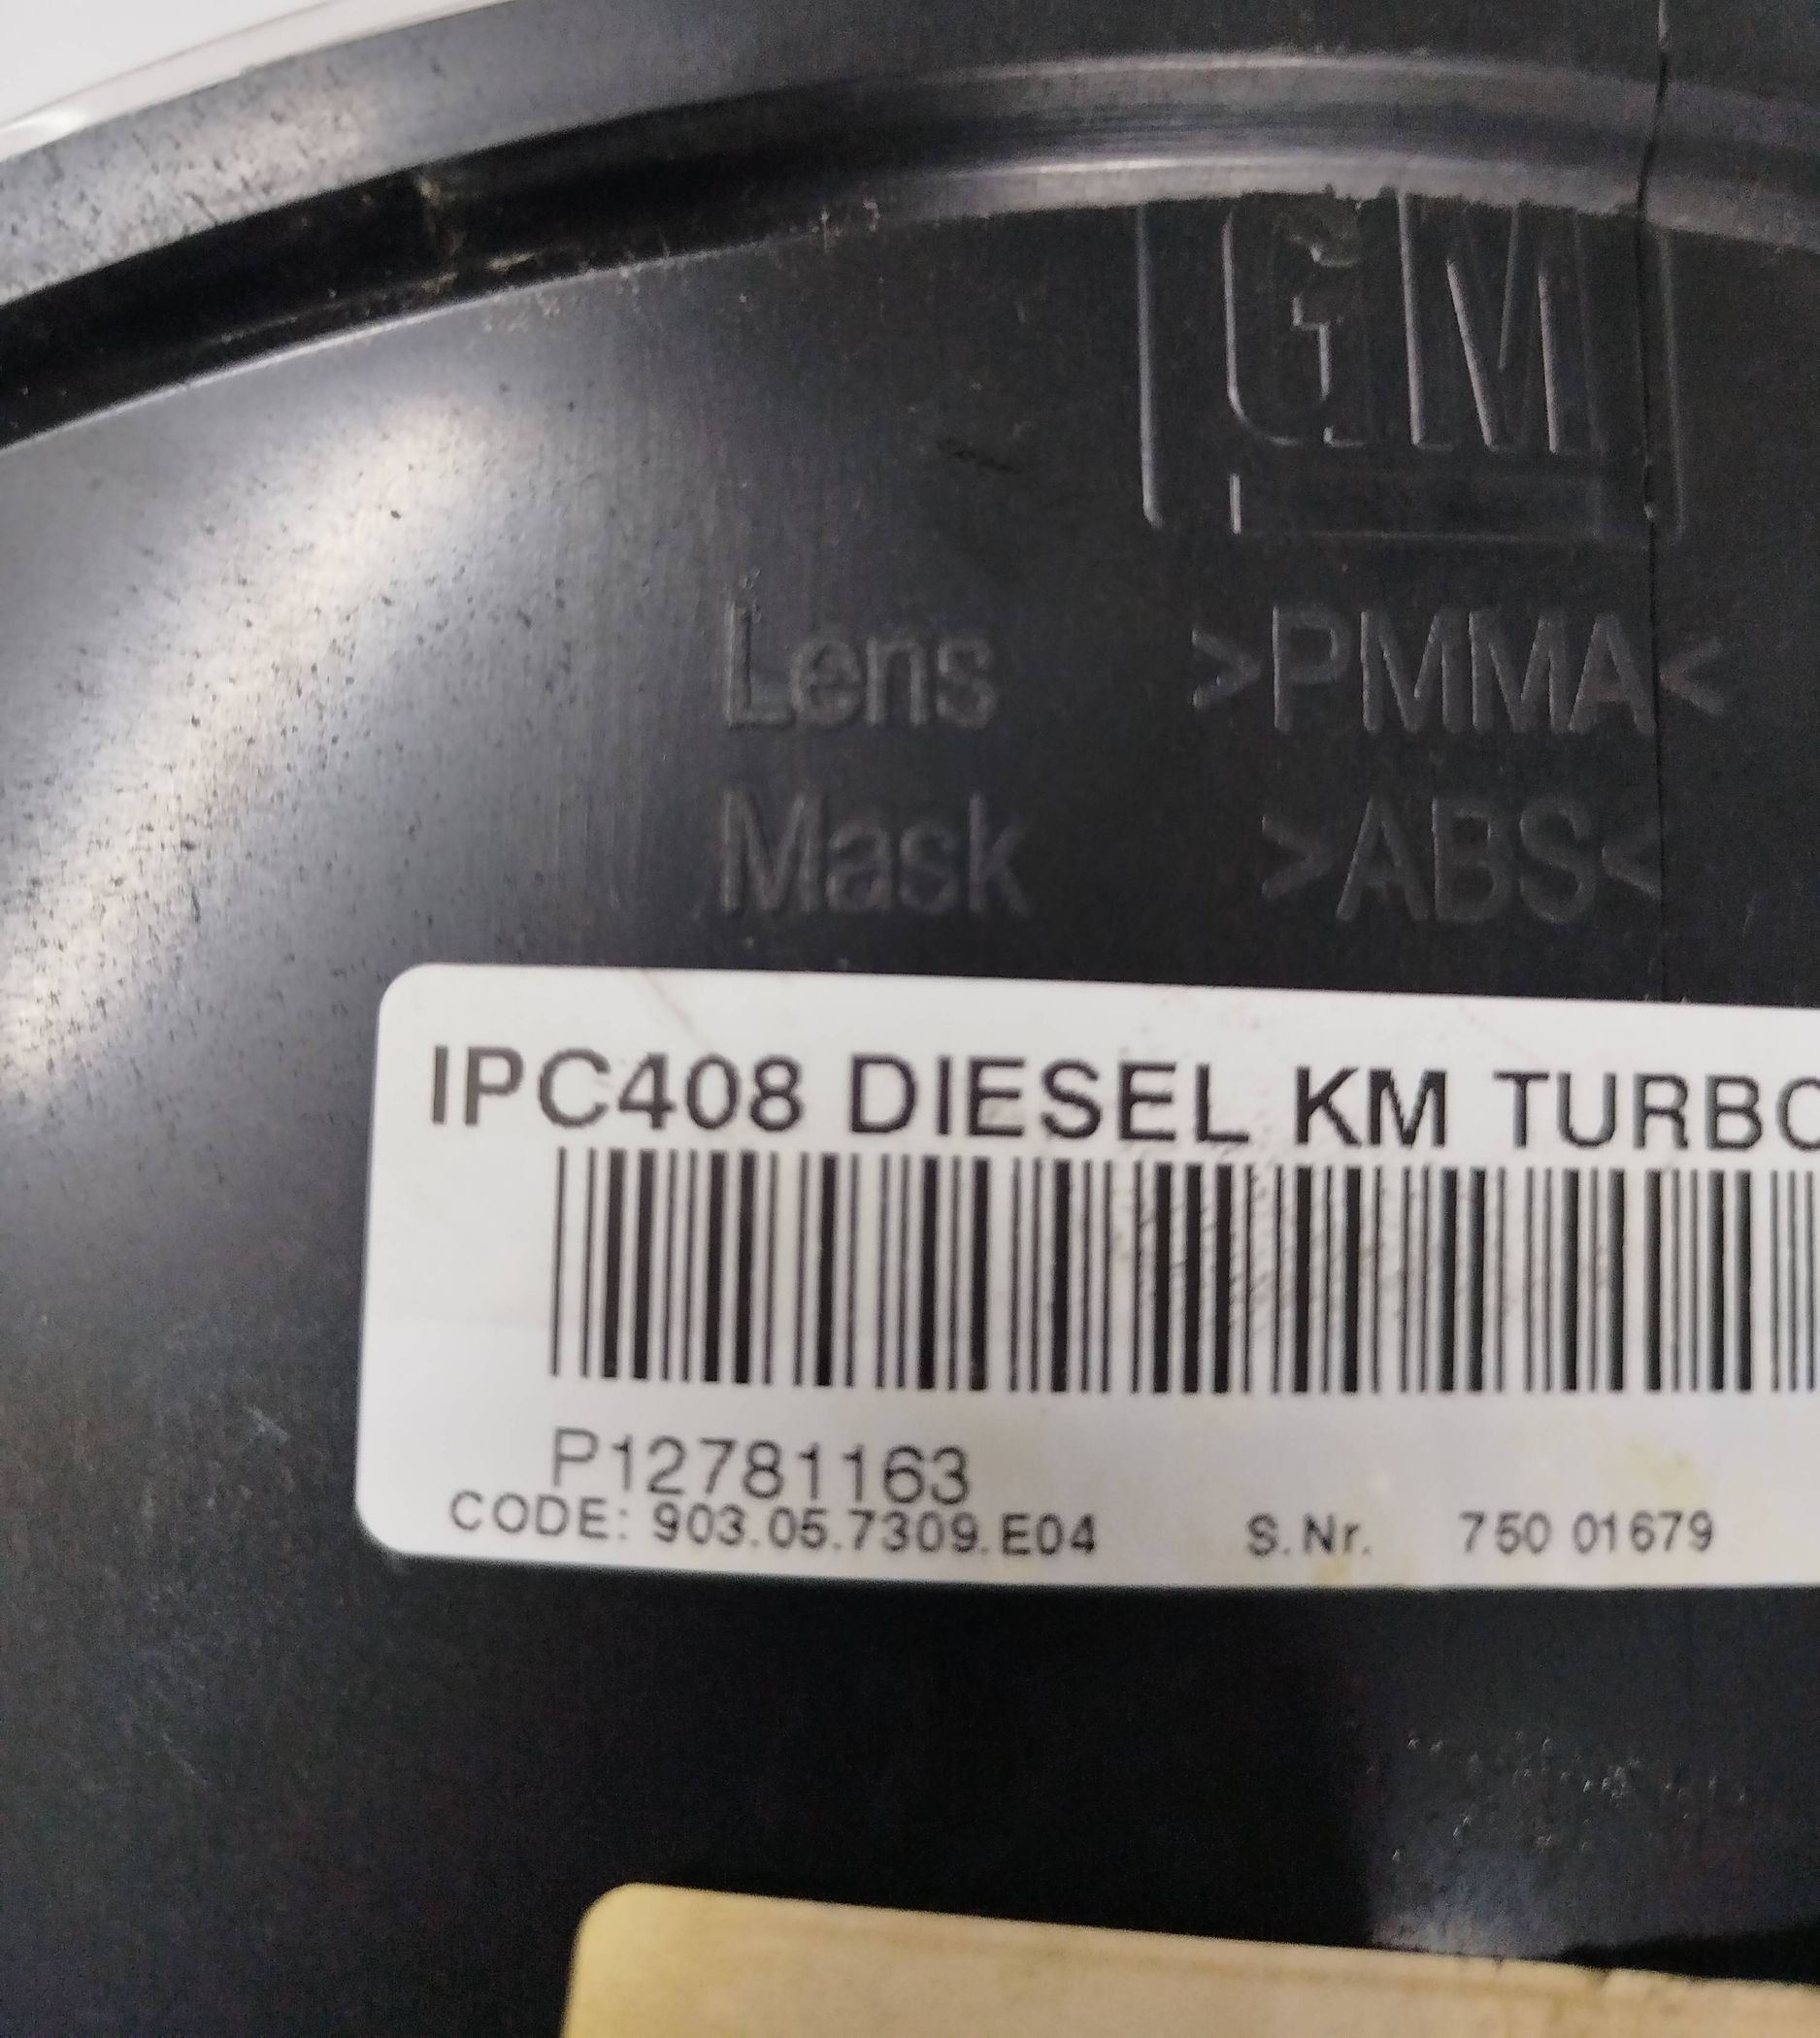 GM
Lens >PMMA<
Mask >ABS<
IPC408 DIESEL KM TURBO
P12781163
CODE: 903.05.7309.E04 S.Nr. 750 01679